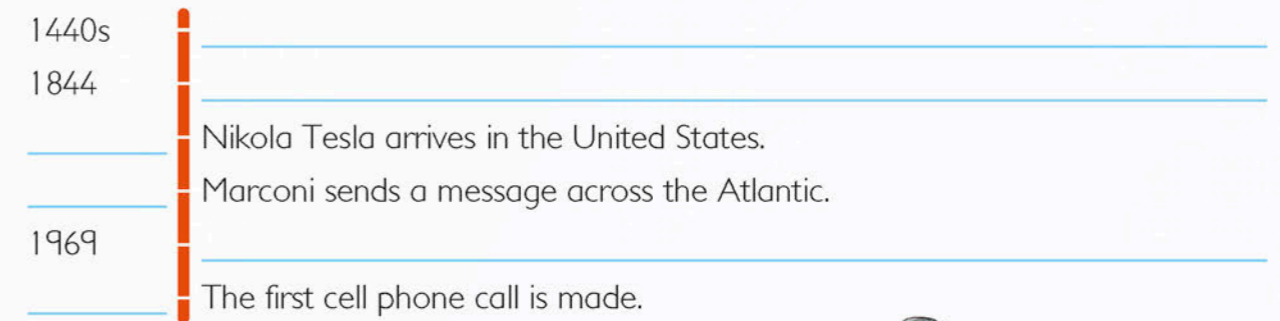 1440s
1844
Nikola Tesla arrives in the United States.
Marconi sends a message across the Atlantic.
1969
The first cell phone call is made.